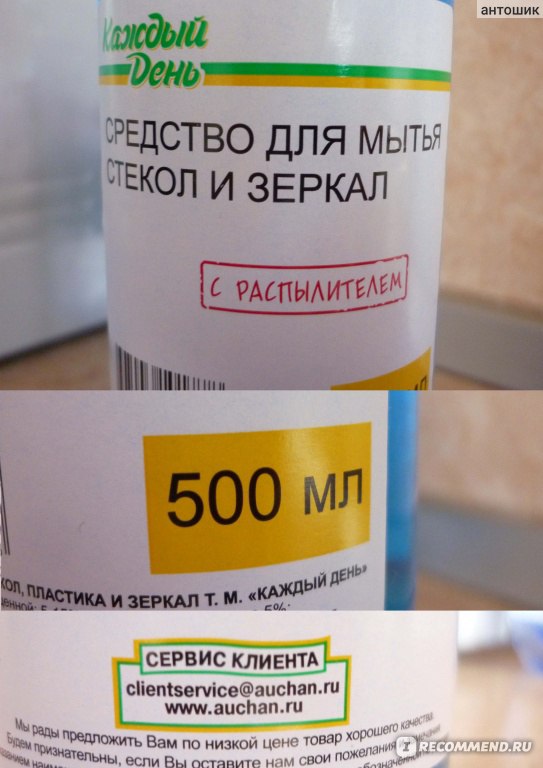 антошик
Каждый
День
СРЕДСТВО ДЛЯ МЫТЬЯ
СТЕКОЛ И ЗЕРКАЛ
С РАСПЫЛИТЕЛЕМ
500 мл
ПЛАСТИКА И ЗЕРКАЛ Т. М. «КАЖДЫЙ ДЕНЬ»
СЕРВИС КЛИЕНТА
clientservice@auchan.ru
www.auchan.ru
Мы рады предложить Вам по низкой цене товар хорошего качества.
Будем признательны, если Вы оставите нам свои пожелания и
RECOMMEND.RU